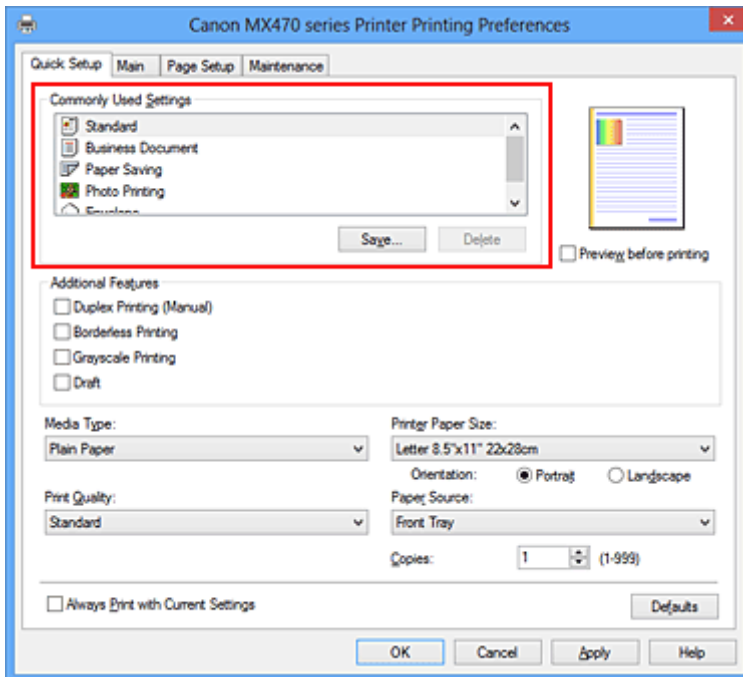 Canon MX470 series Printer Printing Preferences
Quick Setup Main Page Setup Maintenance
Commonly Used Settings
Standard
Business Document
Paper Saving
Photo Printing
Envelope
Save... Delete
Preview before printing
Additional Features
Duplex Printing (Manual)
Borderless Printing
Grayscale Printing
Draft
Media Type:
Plain Paper
Printer Paper Size:
Letter 8.5"x11" 22x28cm
Orientation: Portrait Landscape
Print Quality:
Standard
Paper Source:
Front Tray
Copies: 1 (1-999)
Always Print with Current Settings
Defaults
OK Cancel Apply Help